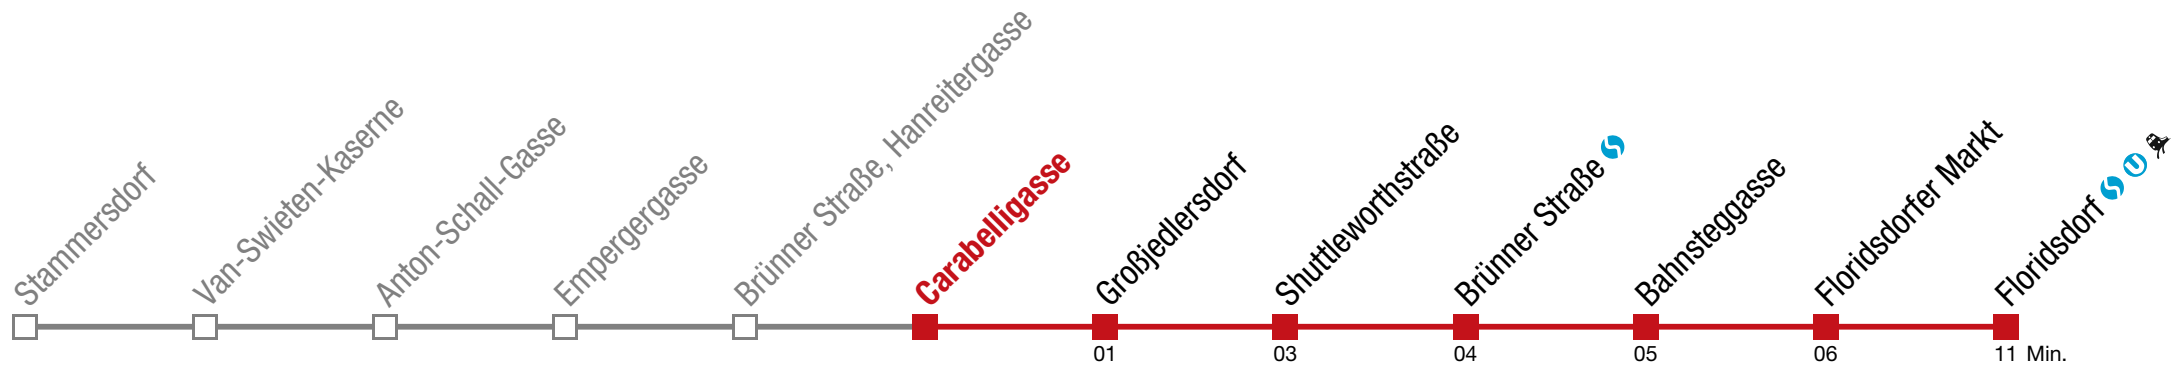 Stammersdorf
Van-Swieten-Kaserne
Anton-Schall-Gasse
Empergergasse
Brünner Straße, Hanreitergasse
Carabelligasse
Großjedlersdorf
Shuttleworthstraße
Brünner Straße S
Bahnsteggasse
Floridsdorfer Markt
Floridsdorf S U
01 03 04 05 06 11 Min.